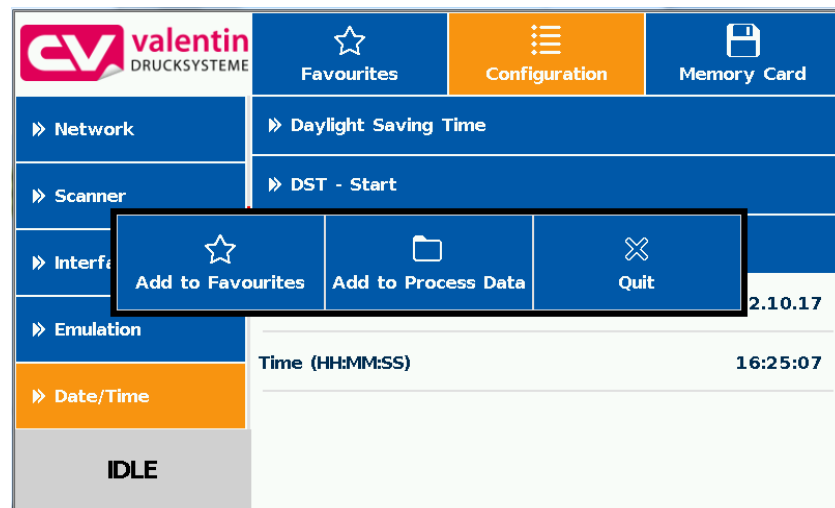 CV valentin
DRUCKSYSTEME
Favourites
Configuration
Memory Card
Network
Daylight Saving Time
Scanner
DST - Start
Add to Favourites
Add to Process Data
Quit
Emulation
2.10.17
Time (HH:MM:SS)
16:25:07
Date/Time
IDLE